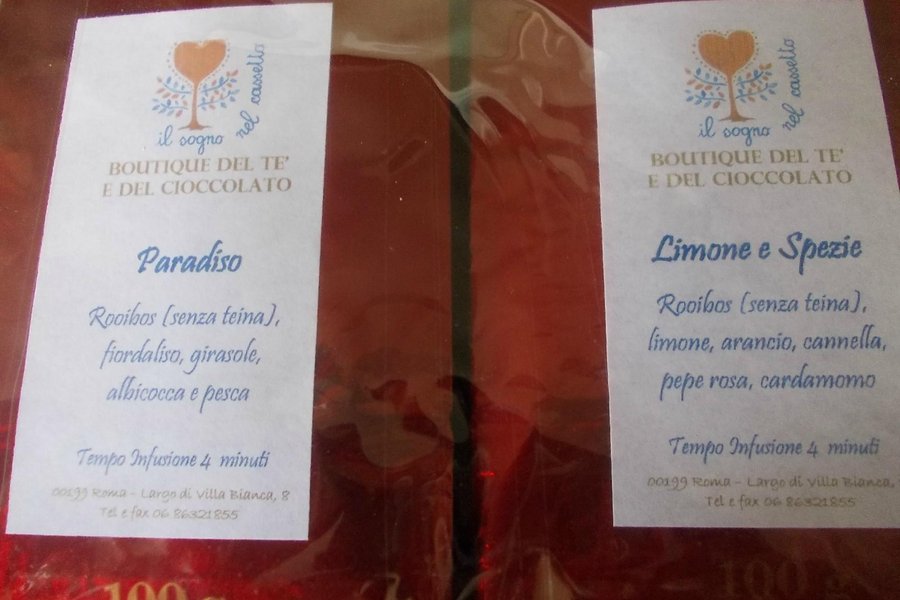 il sogno
nel cassetto
BOUTIQUE DEL TE'
E DEL CIOCCOLATO
Paradiso
Rooibos (senza teina),
fiordaliso, girasole,
albicocca e pesca
Tempo Infusione 4 minuti
00199 Roma - Largo di Villa Bianca, 8
Tel e fax 06 86321855
100 g
il sogno
nel cassetto
BOUTIQUE DEL TE'
E DEL CIOCCOLATO
Limone e Spezie
Rooibos (senza teina),
limone, arancio, cannella,
pepe rosa, cardamomo
Tempo Infusione 4 minuti
00199 Roma - Largo di Villa Bianca,
Tel e fax 06 86321855
100